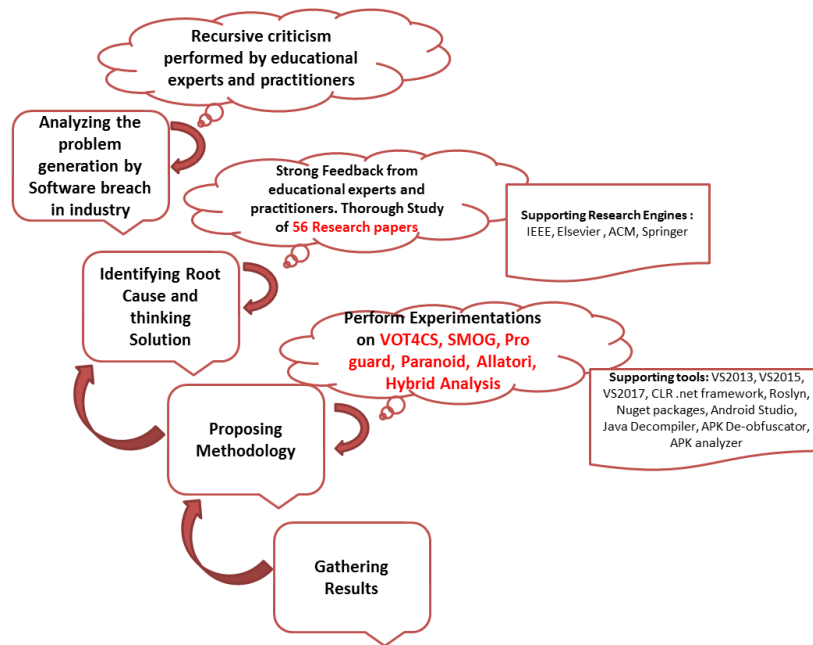 Recursive criticism
performed by educational
experts and practitioners
Analyzing the
problem
generation by
Software breach
in industry
Strong Feedback from
educational experts and
practitioners. Thorough Study
of 56 Research papers
Supporting Research Engines :
IEEE, Elsevier , ACM, Springer
Identifying Root
Cause and
thinking
Solution
Perform Experimentations
on VOT4CS, SMOG, Pro
guard, Paranoid, Allatori,
Hybrid Analysis
Supporting tools: VS2013, VS2015,
VS2017, CLR .net framework, Roslyn,
Nuget packages, Android Studio,
Java Decompiler, APK De-obfuscator,
APK analyzer
Proposing
Methodology
Gathering
Results